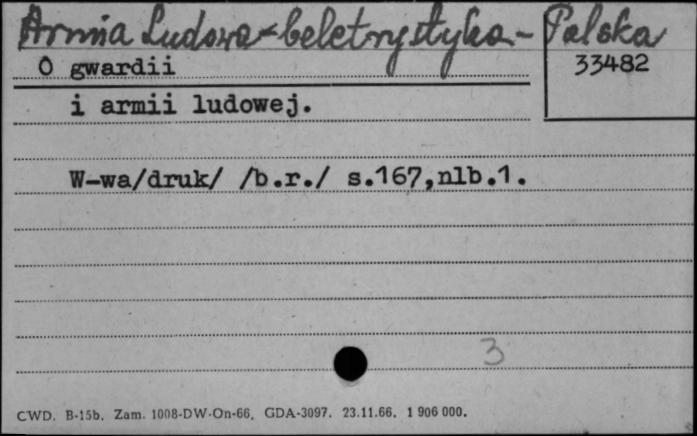 Armia Ludowa - beletrystyka - Polska
O gwardii
33482
i armii ludowej.
W-wa/druk/ /b.r./ s.167,nlb.1.
3
CWD. B-15b. Zam. 1008-DW-On-66. GDA-3097. 23.11.66. 1 906 000.